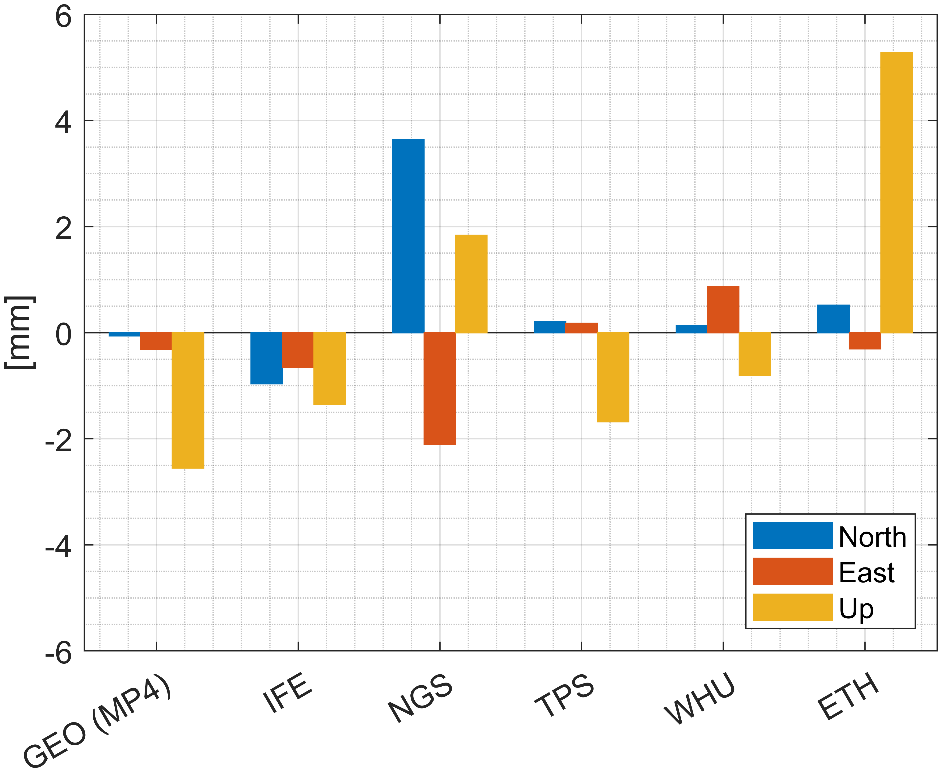 6
4
2
0
-2
-4
-6
[mm]
North
East
Up
GEO (MP4)
IFE
NGS
TPS
WHU
ETH